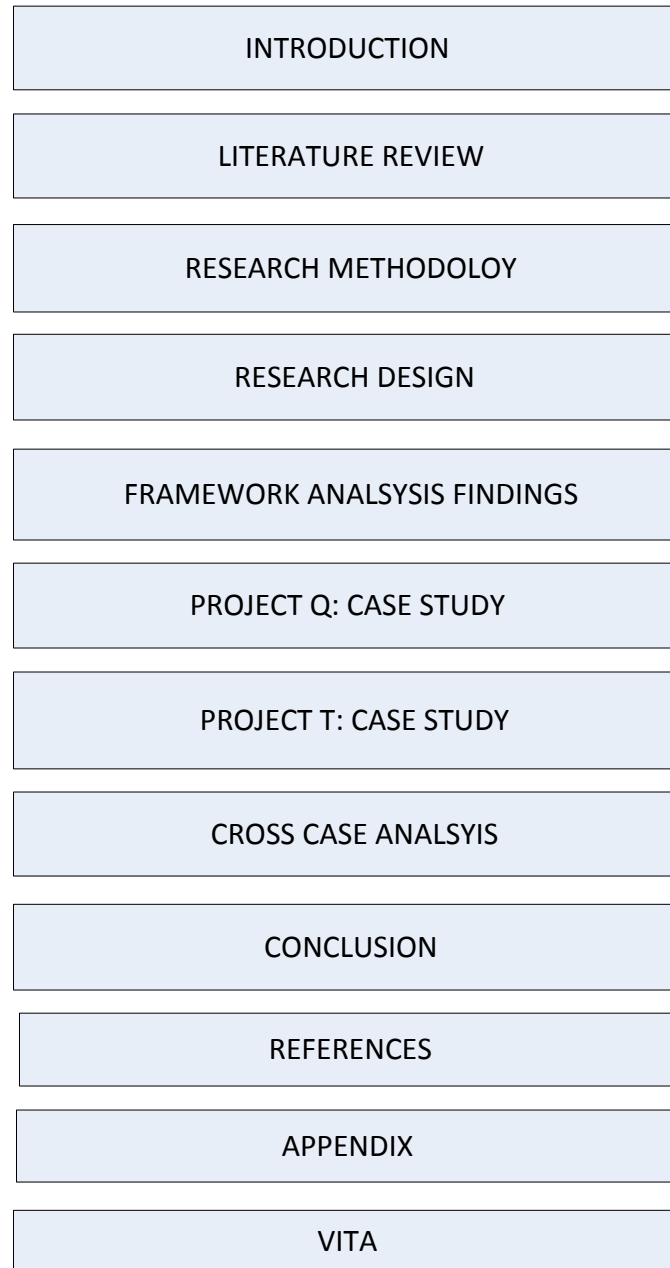 INTRODUCTION
LITERATURE REVIEW
RESEARCH METHODOLOY
RESEARCH DESIGN
FRAMEWORK ANALSYSIS FINDINGS
PROJECT Q: CASE STUDY
PROJECT T: CASE STUDY
CROSS CASE ANALSYIS
CONCLUSION
REFERENCES
APPENDIX
VITA